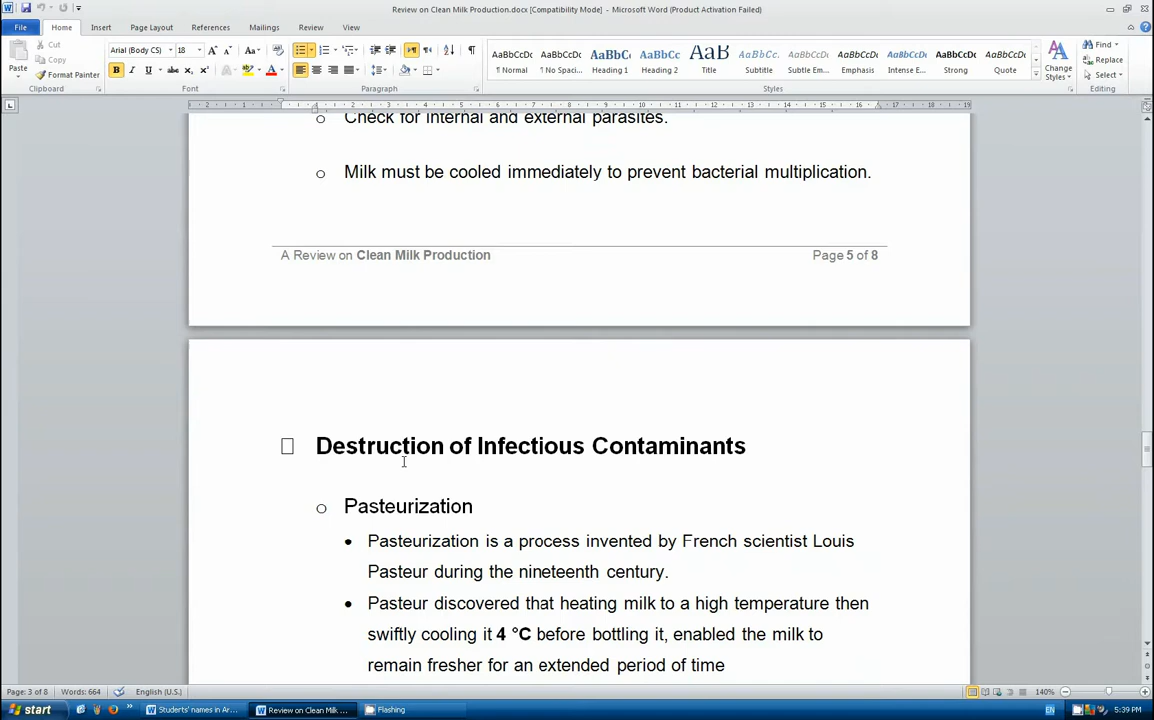 Review on Clean Milk Production.docx [Compatibility Mode] - Microsoft Word (Product Activation Failed)
File Home Insert Page Layout References Mailings Review View
Cut
Copy
Format Painter
Paste
Clipboard
Arial (Body CS) 18
Font
Paragraph
AaBbCcDc AaBbCcDc AaBbC AaBbCc AaB AaBbCcL AaBbCcDc AaBbCcDc AaBbCcDc AaBbCcDc AaBbCcDc
¶ Normal ¶ No Spaci... Heading 1 Heading 2 Title Subtitle Subtle Em... Emphasis Intense E... Strong Quote
Styles
Change Styles
Find
Replace
Select
Editing
o Check for internal and external parasites.
o Milk must be cooled immediately to prevent bacterial multiplication.
A Review on Clean Milk Production Page 5 of 8
Destruction of Infectious Contaminants
o Pasteurization
• Pasteurization is a process invented by French scientist Louis
Pasteur during the nineteenth century.
• Pasteur discovered that heating milk to a high temperature then
swiftly cooling it 4 °C before bottling it, enabled the milk to
remain fresher for an extended period of time
Page: 3 of 8 Words: 664 English (U.S.) 140%
start Students' names in Ar... Review on Clean Milk ... Flashing EN 5:39 PM